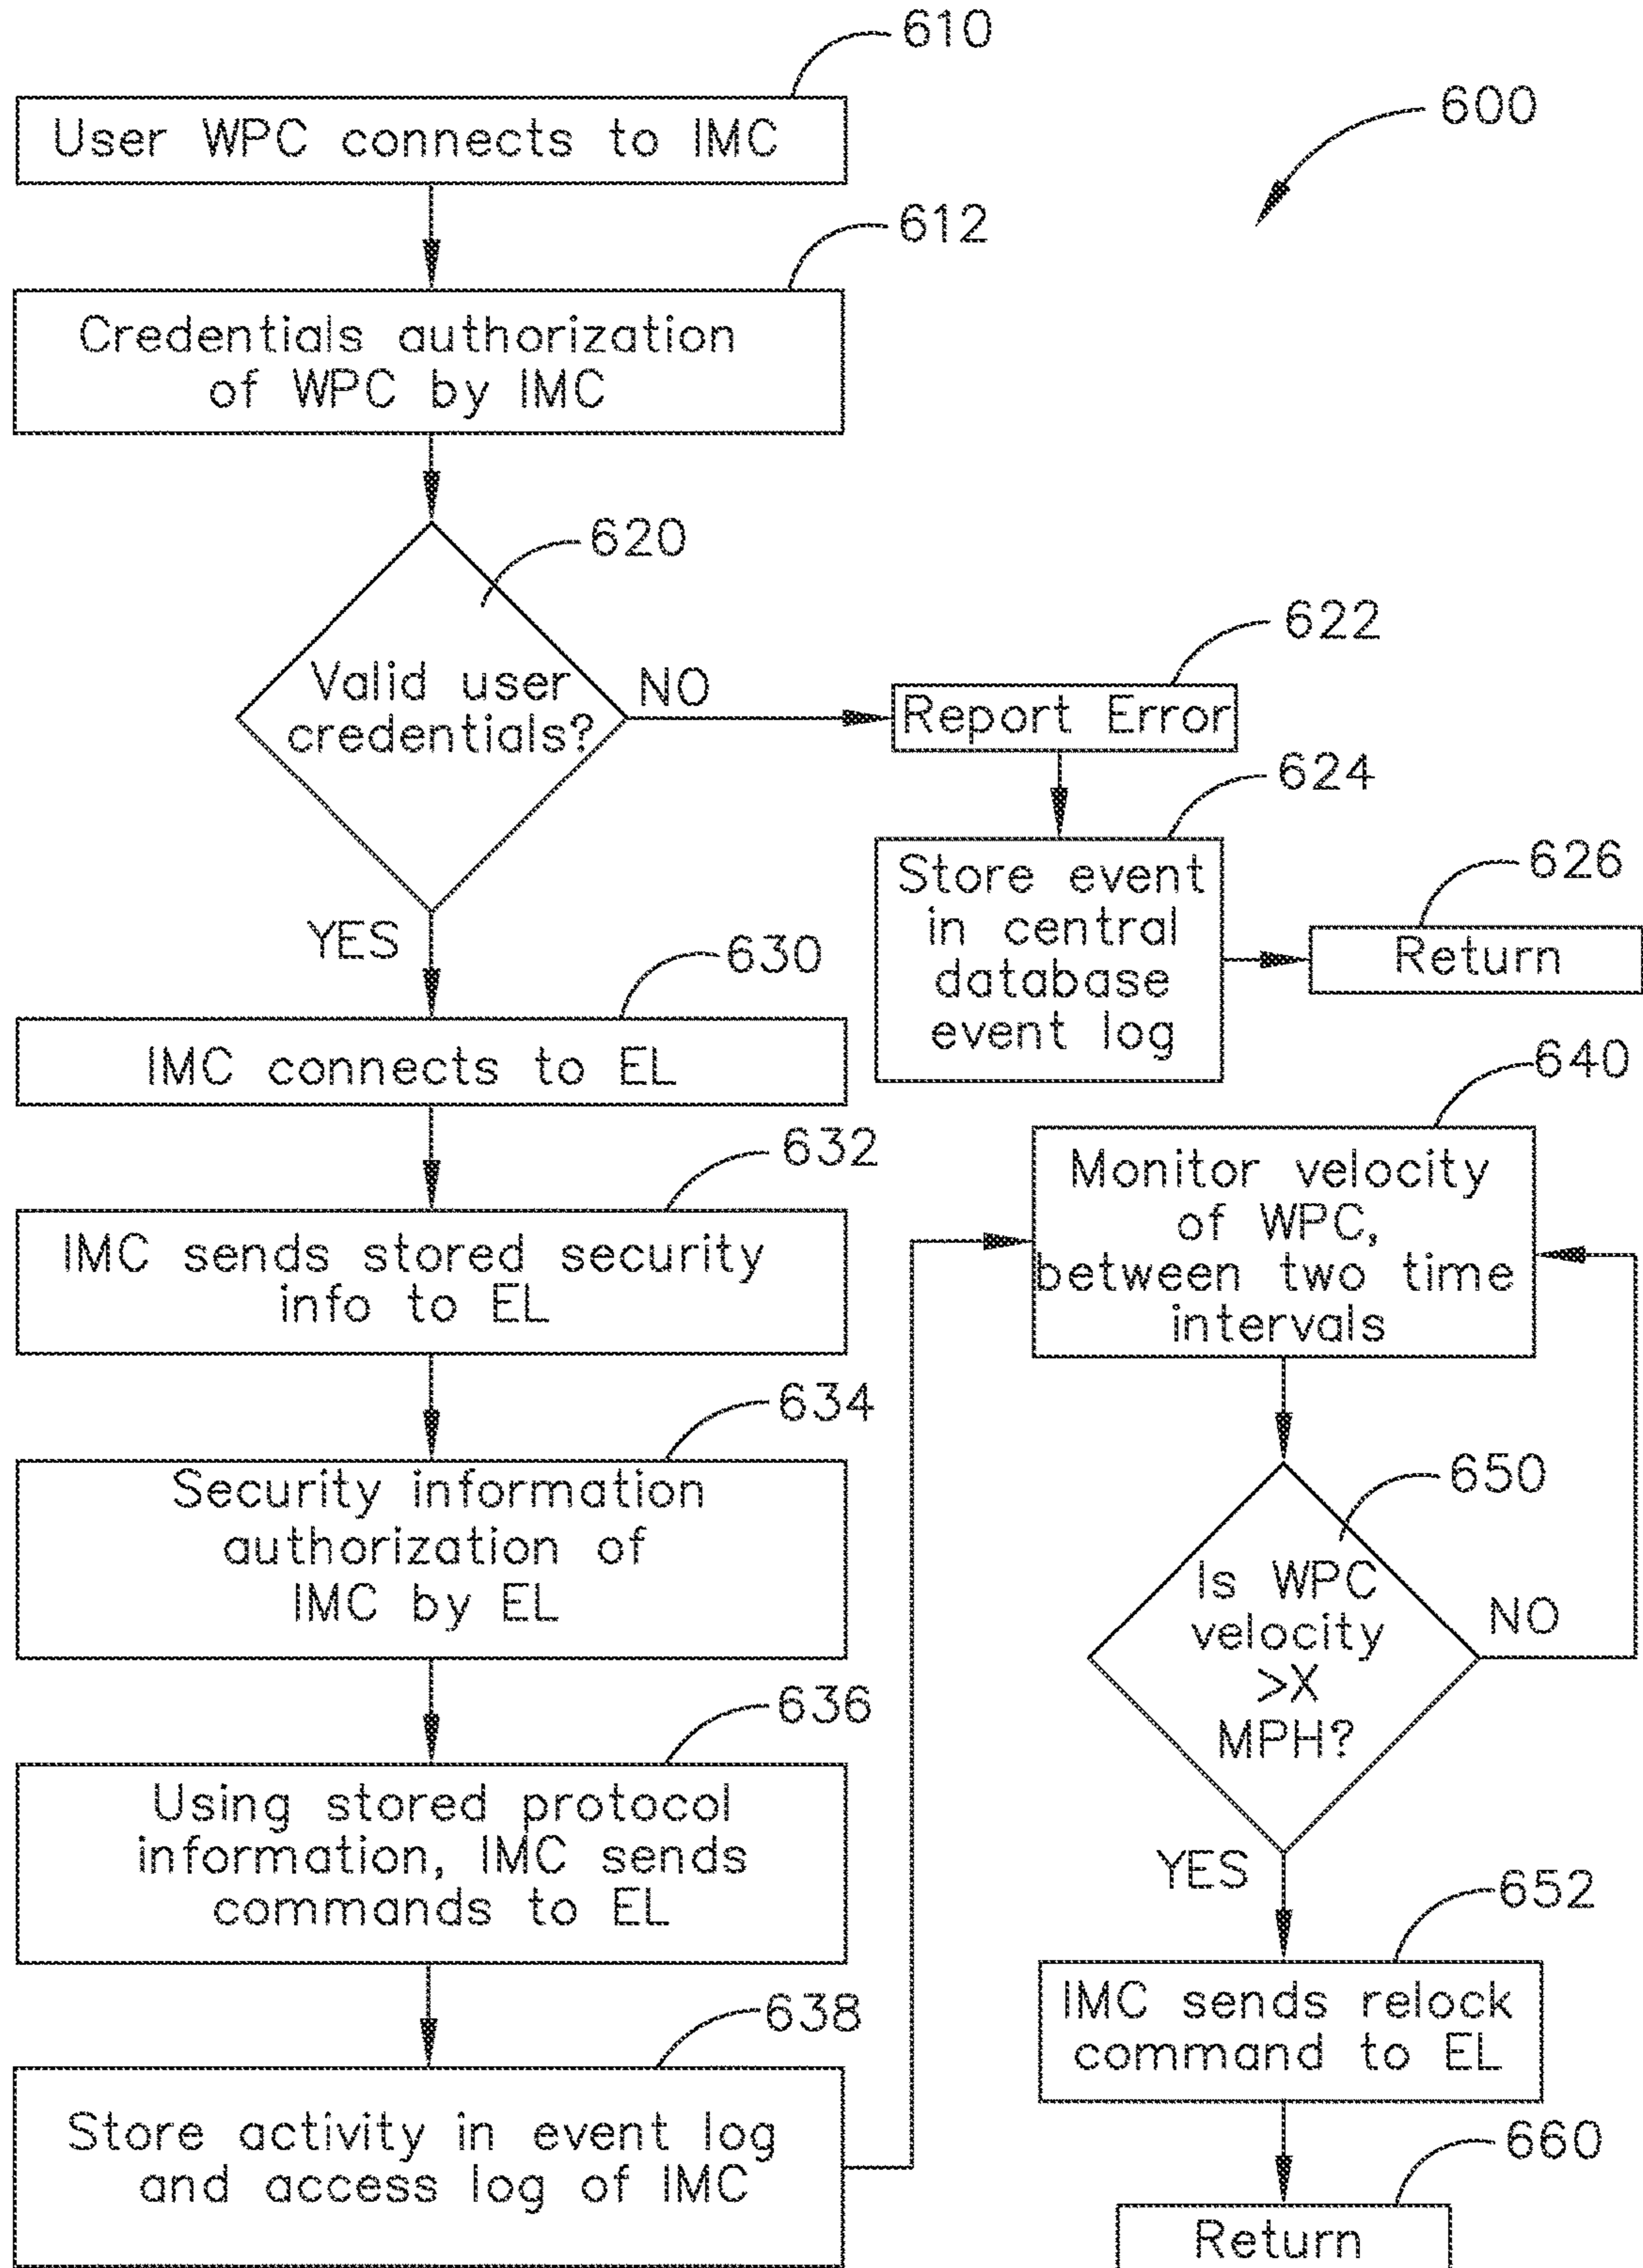 610
600
User WPC connects to IMC
612
Credentials authorization
of WPC by IMC
620
Valid user
credentials?
NO
622
Report Error
624
Store event
in central
database
event log
626
Return
YES
630
IMC connects to EL
632
IMC sends stored security
info to EL
634
Security information
authorization of
IMC by EL
636
Using stored protocol
information, IMC sends
commands to EL
638
Store activity in event log
and access log of IMC
640
Monitor velocity
of WPC,
between two time
intervals
650
Is WPC
velocity
>X
MPH?
NO
YES
652
IMC sends relock
command to EL
660
Return